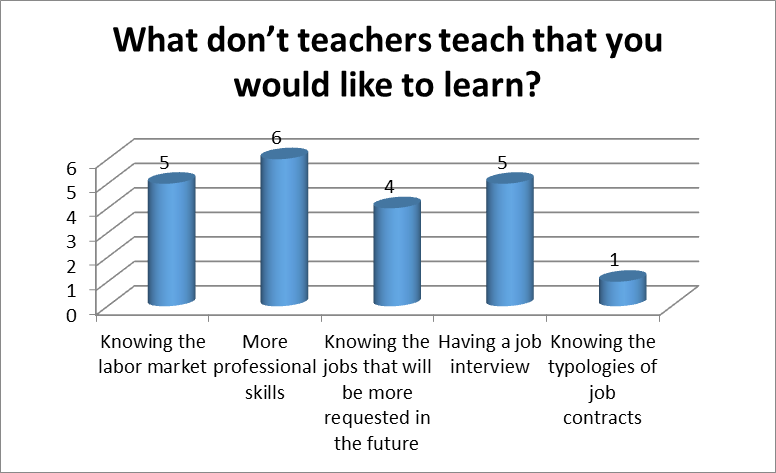 What don't teachers teach that you
would like to learn?
6
5
4
3
2
1
0
5
6
4
5
1
Knowing the
labor market
More
professional
skills
Knowing the
jobs that will
be more
requested in
the future
Having a job
interview
Knowing the
typologies of
job
contracts